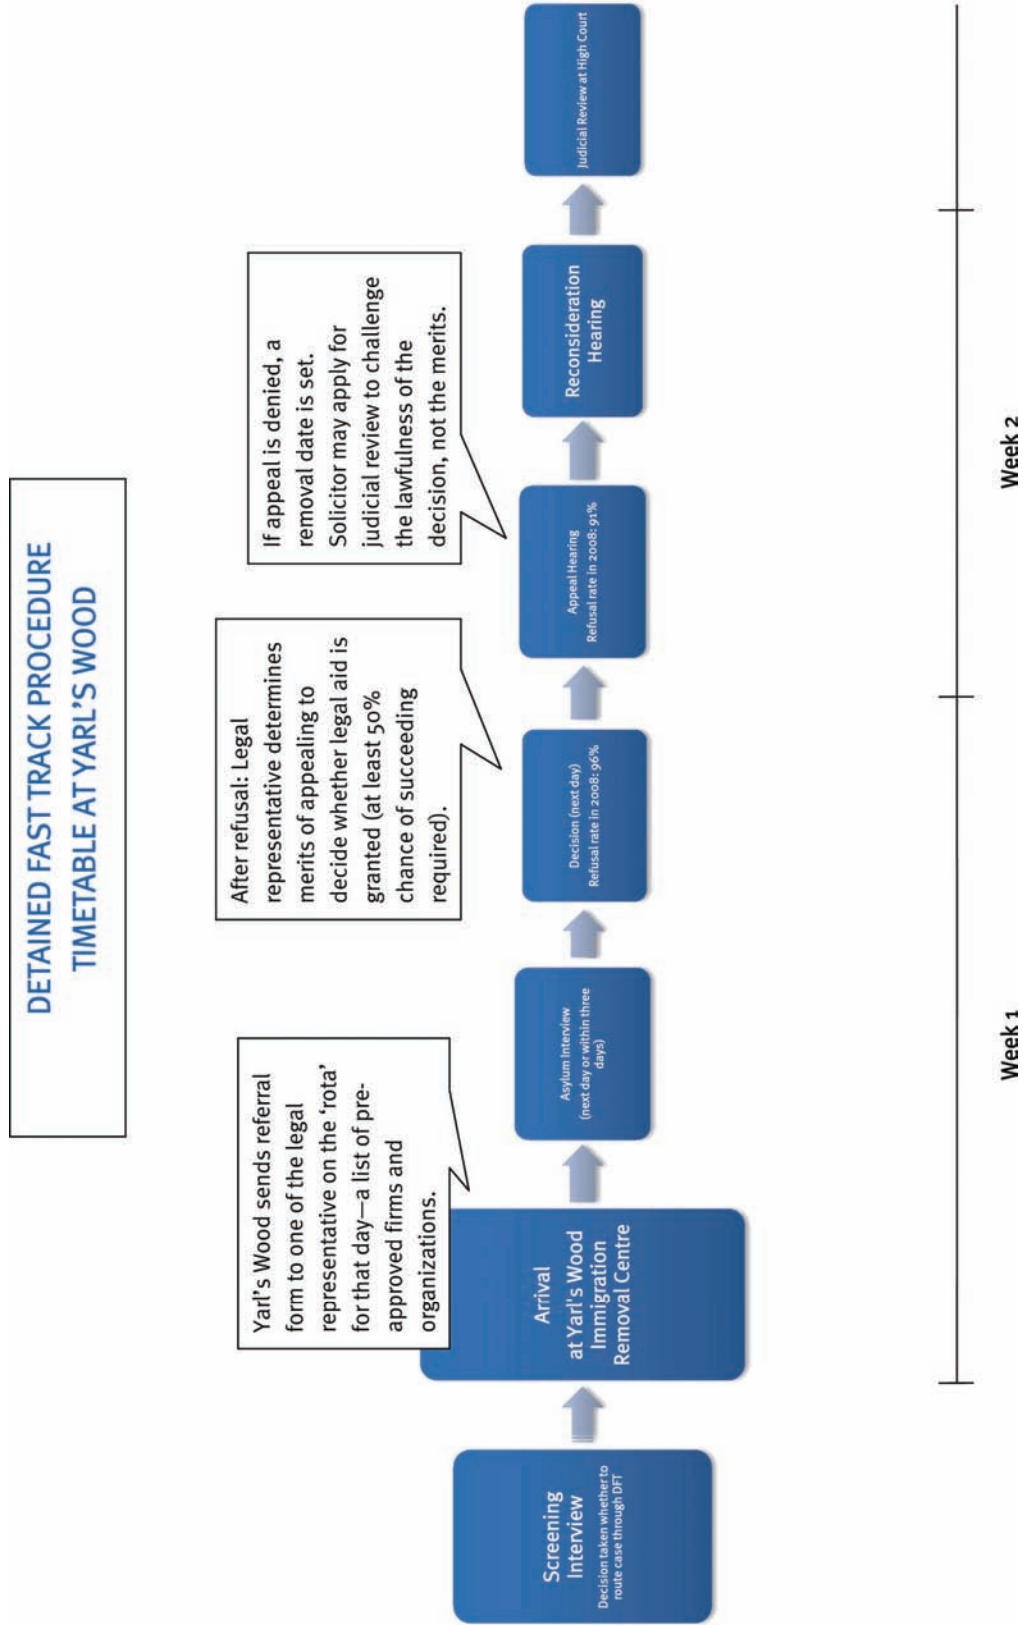 DETAINED FAST TRACK PROCEDURE
TIMETABLE AT YARL'S WOOD
Yarl's Wood sends referral
form to one of the legal
representative on the 'rota'
for that day—a list of pre-
approved firms and
organizations.
After refusal: Legal
representative determines
merits of appealing to
decide whether legal aid is
granted (at least 50%
chance of succeeding
required).
If appeal is denied, a
removal date is set.
Solicitor may apply for
judicial review to challenge
the lawfulness of the
decision, not the merits.
Screening
Interview
Decision taken whether to
route case through DFT
Arrival
at Yarl's Wood
Immigration
Removal Centre
Asylum Interview
(next day or within three
days)
Decision (next day)
Refusal rate in 2008: 96%
Appeal Hearing
Refusal rate in 2008: 91%
Reconsideration
Hearing
Judicial Review at High Court
Week 1
Week 2